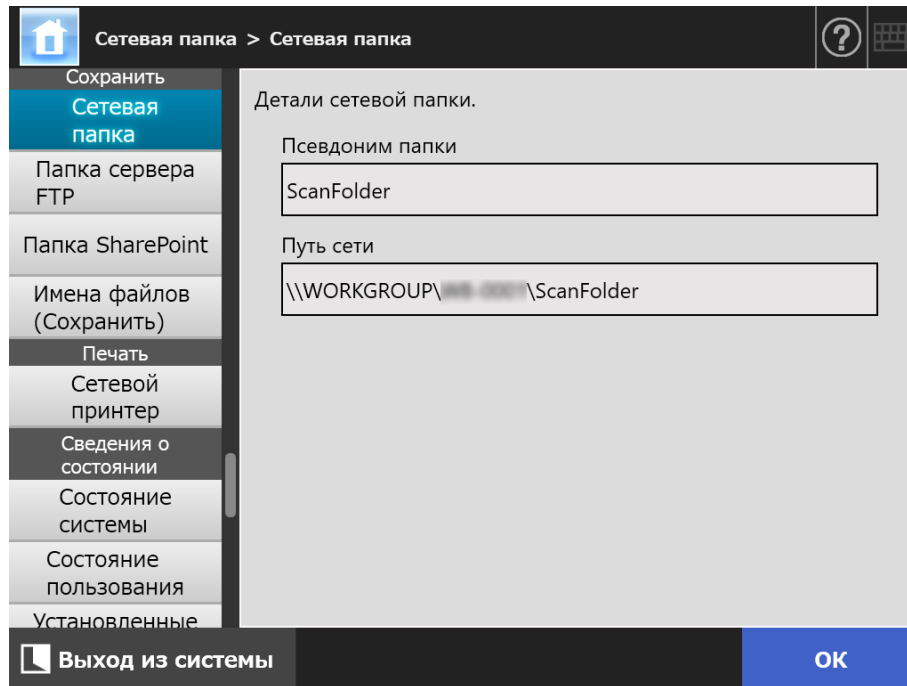 Сетевая папка > Сетевая папка
?
Сохранить
Сетевая
папка
Папка сервера
FTP
Папка SharePoint
Имена файлов
(Сохранить)
Печать
Сетевой
принтер
Сведения о
состоянии
Состояние
системы
Состояние
пользования
Установленные
Детали сетевой папки.
Псевдоним папки
ScanFolder
Путь сети
\\WORKGROUP\ \ScanFolder
Выход из системы
ОК